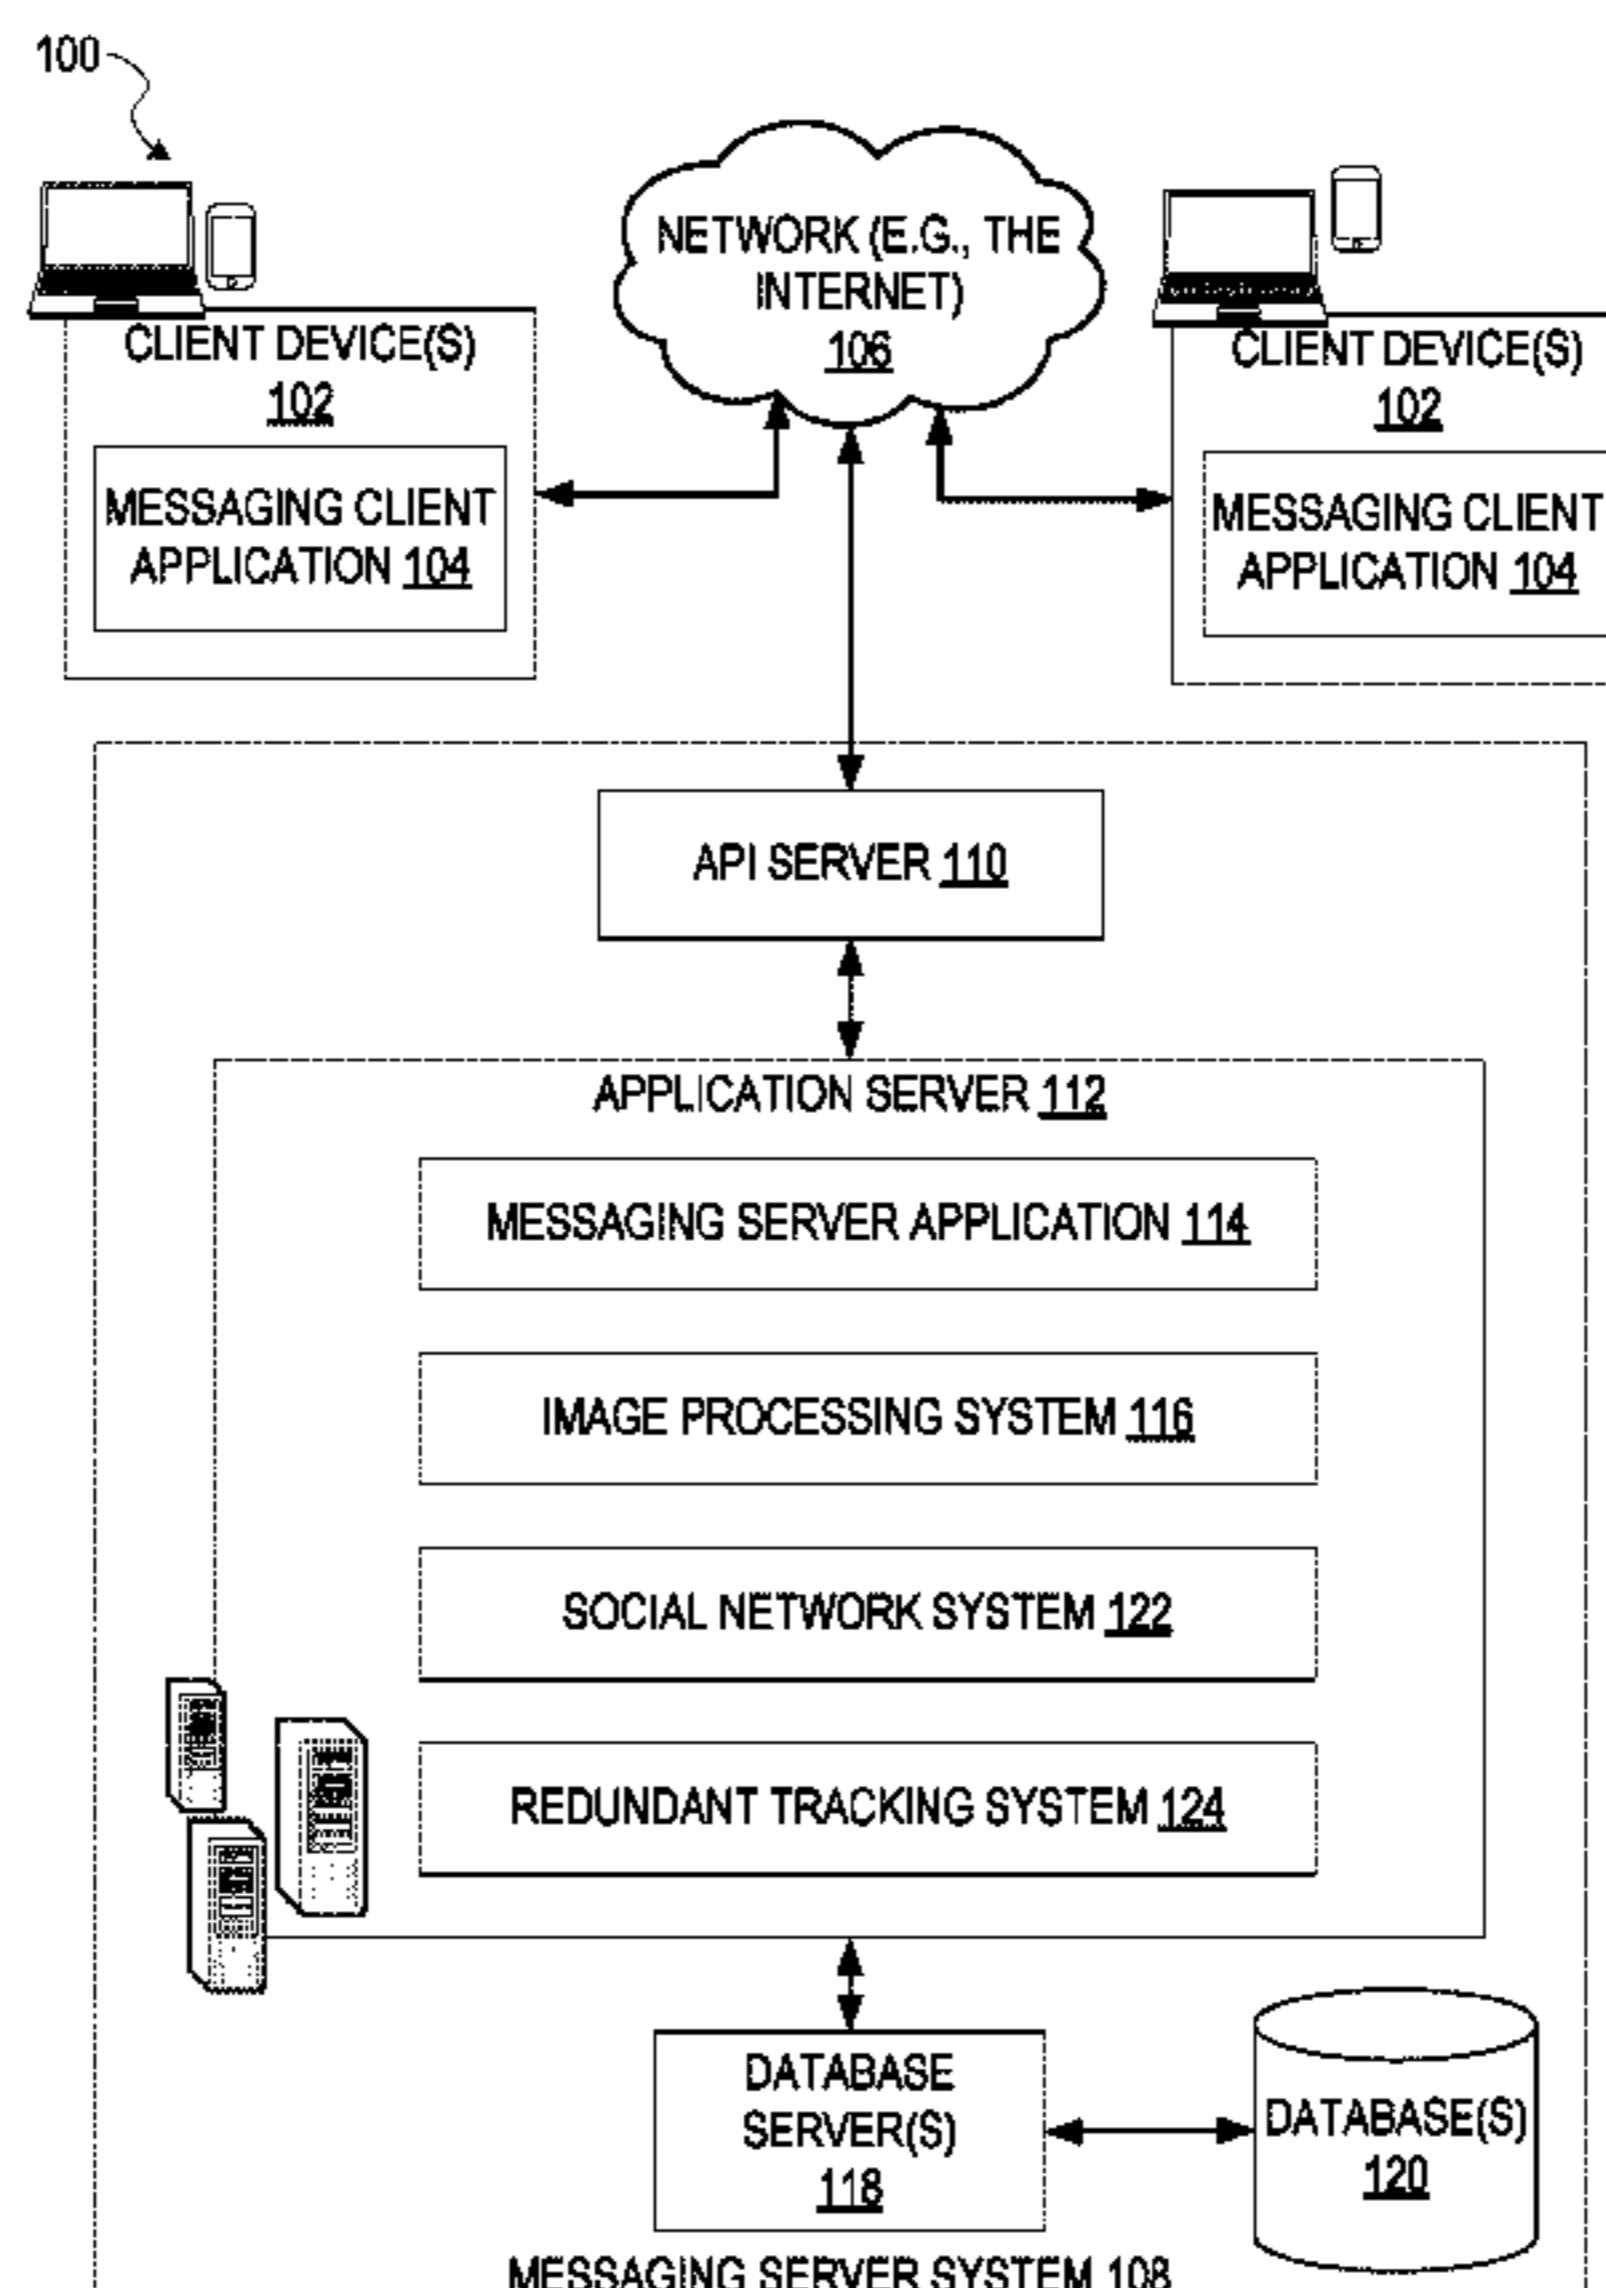 100
NETWORK (E.G., THE
INTERNET)
106
CLIENT DEVICE(S)
102
MESSAGING CLIENT
APPLICATION 104
CLIENT DEVICE(S)
102
MESSAGING CLIENT
APPLICATION 104
API SERVER 110
APPLICATION SERVER 112
MESSAGING SERVER APPLICATION 114
IMAGE PROCESSING SYSTEM 116
SOCIAL NETWORK SYSTEM 122
REDUNDANT TRACKING SYSTEM 124
DATABASE
SERVER(S)
118
DATABASE(S)
120
MESSAGING SERVER SYSTEM 108